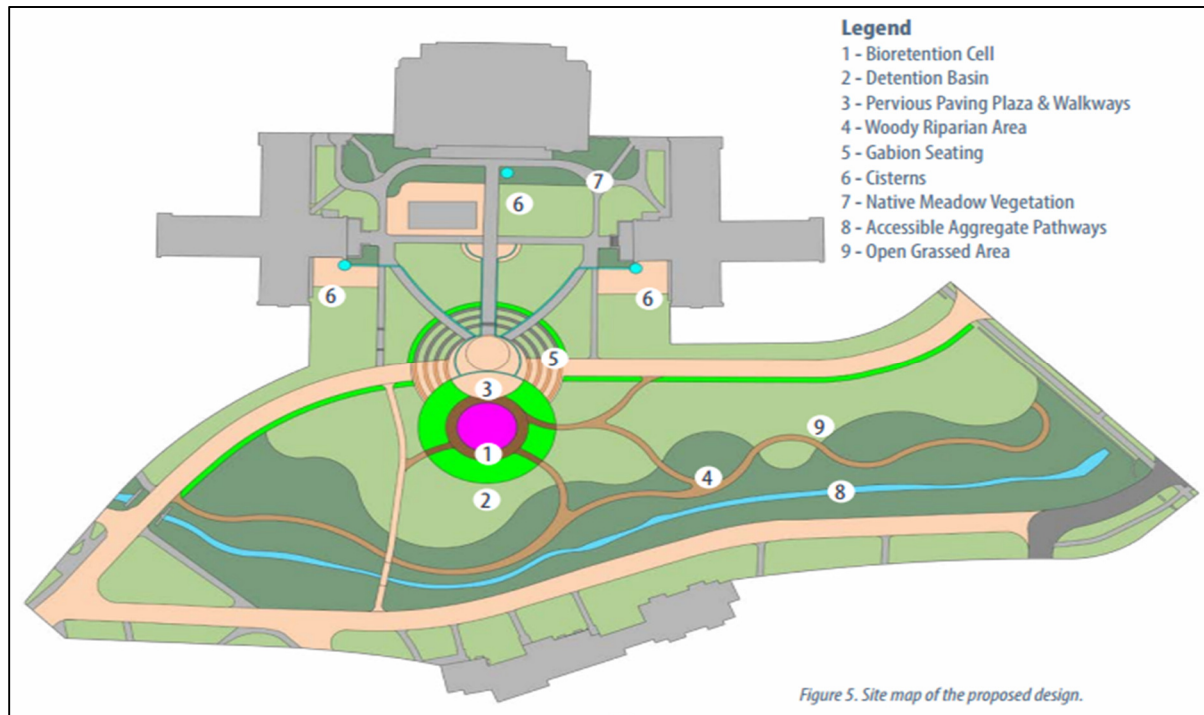 Legend
1 - Bioretention Cell
2 - Detention Basin
3 - Pervious Paving Plaza & Walkways
4 - Woody Riparian Area
5 - Gabion Seating
6 - Cisterns
7 - Native Meadow Vegetation
8 - Accessible Aggregate Pathways
9 - Open Grassed Area
7
6
6
6
5
3
9
1
4
8
2
Figure 5. Site map of the proposed design.